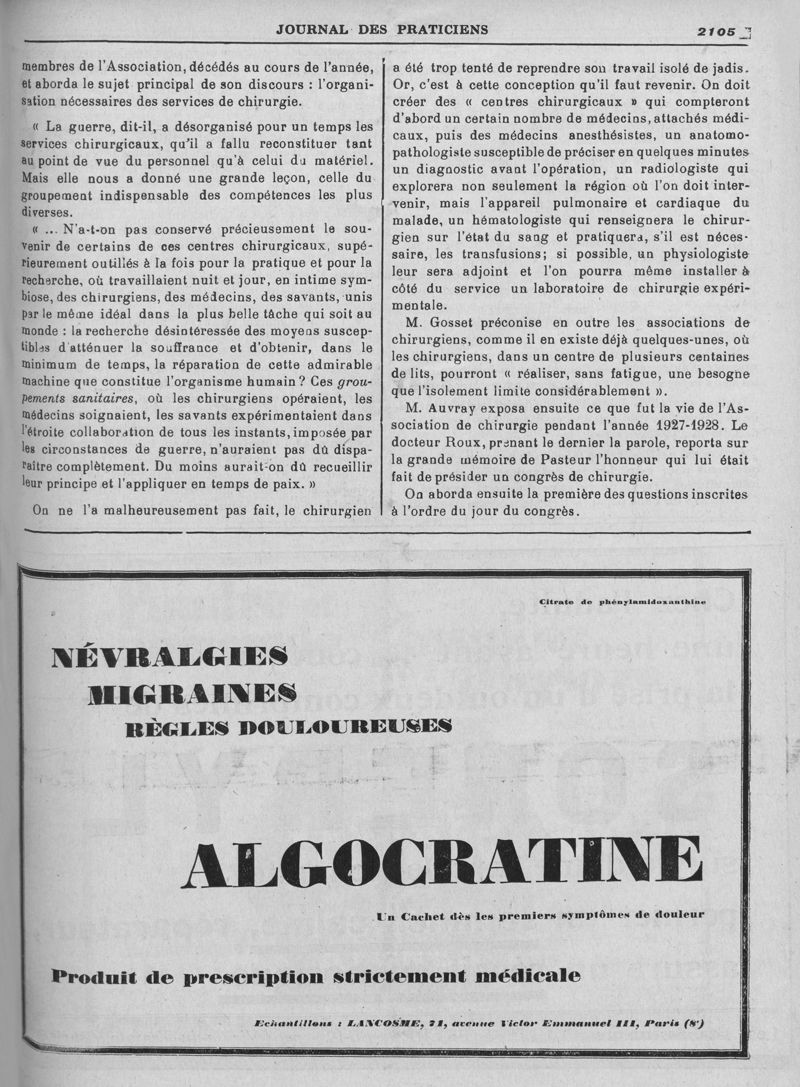 JOURNAL DES PRATICIENS
2105
membres de l'Association, décédés au cours de l'année,
et aborda le sujet principal de son discours : l'organi-
sation nécessaires des services de chirurgie.
« La guerre, dit-il, a désorganisé pour un temps les
services chirurgicaux, qu'il a fallu reconstituer tant
au point de vue du personnel qu'à celui du matériel.
Mais elle nous a donné une grande leçon, celle du
groupement indispensable des compétences les plus
diverses.
« ... N'a-t-on pas conservé précieusement le sou-
venir de certains de ces centres chirurgicaux, supé-
rieurement outillés à la fois pour la pratique et pour la
recherche, où travaillaient nuit et jour, en intime sym-
biose, des chirurgiens, des médecins, des savants, unis
par le même idéal dans la plus belle tâche qui soit au
monde : la recherche désintéressée des moyens suscep-
tibles d'atténuer la souffrance et d'obtenir, dans le
minimum de temps, la réparation de cette admirable
machine que constitue l'organisme humain ? Ces grou-
pements sanitaires, où les chirurgiens opéraient, les
médecins soignaient, les savants expérimentaient dans
l'étroite collaboration de tous les instants, imposée par
les circonstances de guerre, n'auraient pas dû dispa-
raître complètement. Du moins aurait-on dû recueillir
leur principe et l'appliquer en temps de paix. »
On ne l'a malheureusement pas fait, le chirurgien
a été trop tenté de reprendre son travail isolé de jadis.
Or, c'est à cette conception qu'il faut revenir. On doit
créer des « centres chirurgicaux » qui compteront
d'abord un certain nombre de médecins, attachés médi-
caux, puis des médecins anesthésistes, un anatomo-
pathologiste susceptible de préciser en quelques minutes
un diagnostic avant l'opération, un radiologiste qui
explorera non seulement la région où l'on doit inter-
venir, mais l'appareil pulmonaire et cardiaque du
malade, un hématologiste qui renseignera le chirur-
gien sur l'état du sang et pratiquera, s'il est néces-
saire, les transfusions; si possible, un physiologiste
leur sera adjoint et l'on pourra même installer à
côté du service un laboratoire de chirurgie expéri-
mentale.
M. Gosset préconise en outre les associations de
chirurgiens, comme il en existe déjà quelques-unes, où
les chirurgiens, dans un centre de plusieurs centaines
de lits, pourront « réaliser, sans fatigue, une besogne
que l'isolement limite considérablement ».
M. Auvray exposa ensuite ce que fut la vie de l'As-
sociation de chirurgie pendant l'année 1927-1928. Le
docteur Roux, prenant le dernier la parole, reporta sur
la grande mémoire de Pasteur l'honneur qui lui était
fait de présider un congrès de chirurgie.
On aborda ensuite la première des questions inscrites
à l'ordre du jour du congrès.
Citrate de phénylamidoxanthine
NÉVRALGIES
MIGRAINES
RÈGLES DOULOUREUSES
ALGOCRATINE
Un Cachet dès les premiers symptômes de douleur
Produit de prescription strictement médicale
Echantillons : LANCOSME, 71, avenue Victor Emmanuel III, Paris (8e)